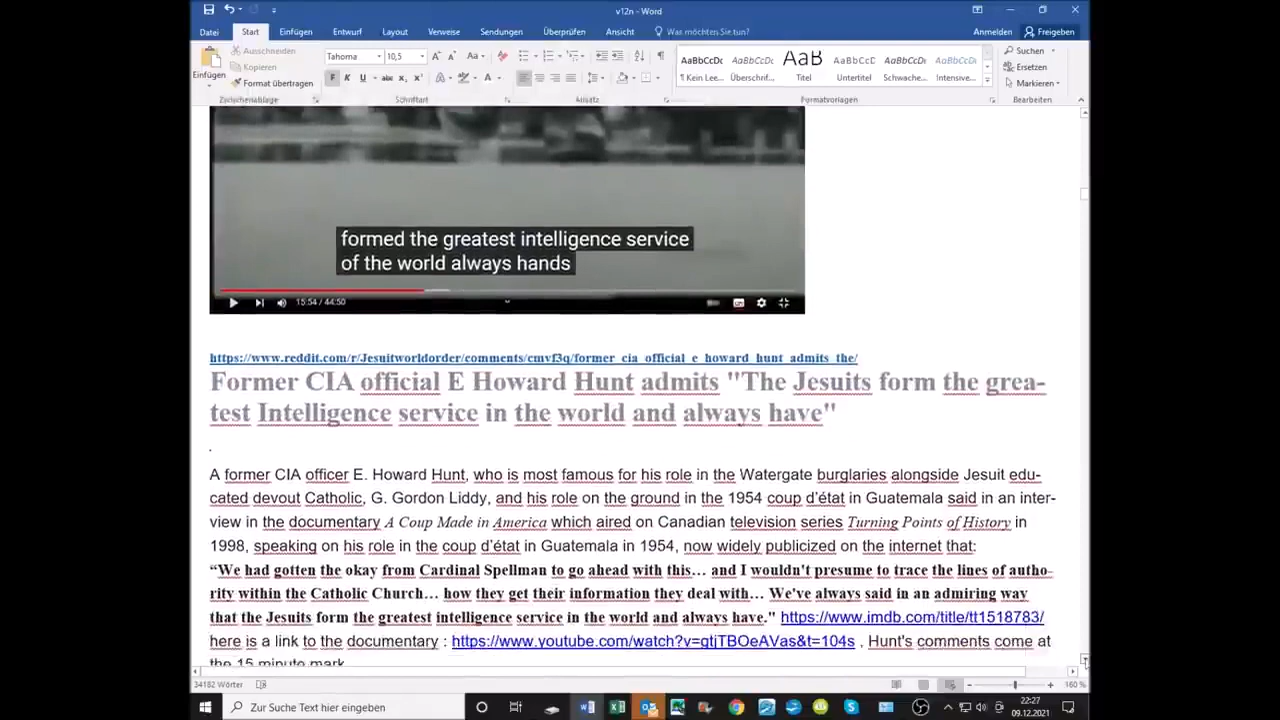 v12n - Word
Datei Start Einfügen Entwurf Layout Verweise Sendungen Überprüfen Ansicht Was möchten Sie tun? Anmelden Freigeben
Einfügen
Ausschneiden
Kopieren
Format übertragen
Zwischenablage
Tahoma 10,5
Schriftart
Absatz
AaBbCcDc AaBbCcDc AaB AaBbCcD AaBbCcDt AaBbCcDt
¶ Kein Lee... Überschrif... Titel Untertitel Schwache... Intensive...
Formatvorlagen
Suchen
Ersetzen
Markieren
Bearbeiten
formed the greatest intelligence service
of the world always hands
15:54 / 44:50
https://www.reddit.com/r/Jesuitworldorder/comments/cmvf3q/former_cia_official_e_howard_hunt_admits_the/
Former CIA official E Howard Hunt admits "The Jesuits form the grea-
test Intelligence service in the world and always have"
.
A former CIA officer E. Howard Hunt, who is most famous for his role in the Watergate burglaries alongside Jesuit edu-
cated devout Catholic, G. Gordon Liddy, and his role on the ground in the 1954 coup d’état in Guatemala said in an inter-
view in the documentary A Coup Made in America which aired on Canadian television series Turning Points of History in
1998, speaking on his role in the coup d’état in Guatemala in 1954, now widely publicized on the internet that:
“We had gotten the okay from Cardinal Spellman to go ahead with this… and I wouldn't presume to trace the lines of autho-
rity within the Catholic Church… how they get their information they deal with… We've always said in an admiring way
that the Jesuits form the greatest intelligence service in the world and always have." https://www.imdb.com/title/tt1518783/
here is a link to the documentary : https://www.youtube.com/watch?v=gtjTBOeAVas&t=104s , Hunt's comments come at
the 15 minute mark
34182 Wörter
160 %
Zur Suche Text hier eingeben
22:27
09.12.2021